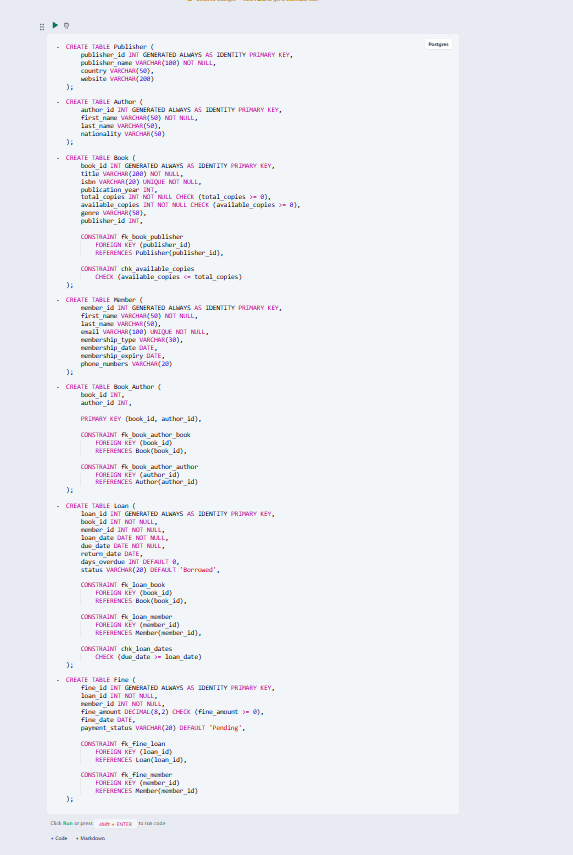 Postgres
CREATE TABLE Publisher (
publisher_id INT GENERATED ALWAYS AS IDENTITY PRIMARY KEY,
publisher_name VARCHAR(100) NOT NULL,
country VARCHAR(50),
website VARCHAR(200)
);
CREATE TABLE Author (
author_id INT GENERATED ALWAYS AS IDENTITY PRIMARY KEY,
first_name VARCHAR(50) NOT NULL,
last_name VARCHAR(50),
nationality VARCHAR(50)
);
CREATE TABLE Book (
book_id INT GENERATED ALWAYS AS IDENTITY PRIMARY KEY,
title VARCHAR(200) NOT NULL,
isbn VARCHAR(20) UNIQUE NOT NULL,
publication_year INT,
total_copies INT NOT NULL CHECK (total_copies >= 0),
available_copies INT NOT NULL CHECK (available_copies >= 0),
genre VARCHAR(50),
publisher_id INT,
CONSTRAINT fk_book_publisher
FOREIGN KEY (publisher_id)
REFERENCES Publisher(publisher_id),
CONSTRAINT chk_available_copies
CHECK (available_copies <= total_copies)
);
CREATE TABLE Member (
member_id INT GENERATED ALWAYS AS IDENTITY PRIMARY KEY,
first_name VARCHAR(50) NOT NULL,
last_name VARCHAR(50),
email VARCHAR(100) UNIQUE NOT NULL,
membership_type VARCHAR(30),
membership_date DATE,
membership_expiry DATE,
phone_numbers VARCHAR(20)
);
CREATE TABLE Book_Author (
book_id INT,
author_id INT,
PRIMARY KEY (book_id, author_id),
CONSTRAINT fk_book_author_book
FOREIGN KEY (book_id)
REFERENCES Book(book_id),
CONSTRAINT fk_book_author_author
FOREIGN KEY (author_id)
REFERENCES Author(author_id)
);
CREATE TABLE Loan (
loan_id INT GENERATED ALWAYS AS IDENTITY PRIMARY KEY,
book_id INT NOT NULL,
member_id INT NOT NULL,
loan_date DATE NOT NULL,
due_date DATE NOT NULL,
return_date DATE,
days_overdue INT DEFAULT 0,
status VARCHAR(20) DEFAULT 'Borrowed',
CONSTRAINT fk_loan_book
FOREIGN KEY (book_id)
REFERENCES Book(book_id),
CONSTRAINT fk_loan_member
FOREIGN KEY (member_id)
REFERENCES Member(member_id),
CONSTRAINT chk_loan_dates
CHECK (due_date >= loan_date)
);
CREATE TABLE Fine (
fine_id INT GENERATED ALWAYS AS IDENTITY PRIMARY KEY,
loan_id INT NOT NULL,
member_id INT NOT NULL,
fine_amount DECIMAL(8,2) CHECK (fine_amount >= 0),
fine_date DATE,
payment_status VARCHAR(20) DEFAULT 'Pending',
CONSTRAINT fk_fine_loan
FOREIGN KEY (loan_id)
REFERENCES Loan(loan_id),
CONSTRAINT fk_fine_member
FOREIGN KEY (member_id)
REFERENCES Member(member_id)
);
Click Run or press shift + ENTER to run code
+ Code + Markdown